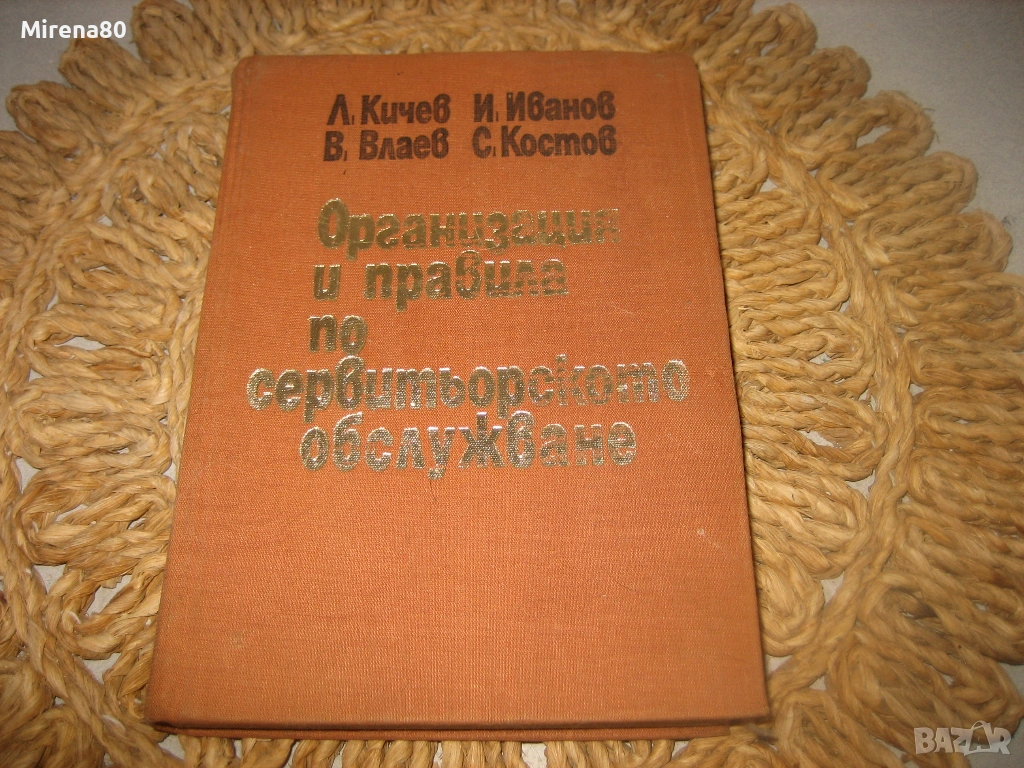 Mirena80
Л. Кичев И. Иванов
В. Влаев С. Костов
Организация
и правила
по
сервитьорското
обслужване
BAZAR